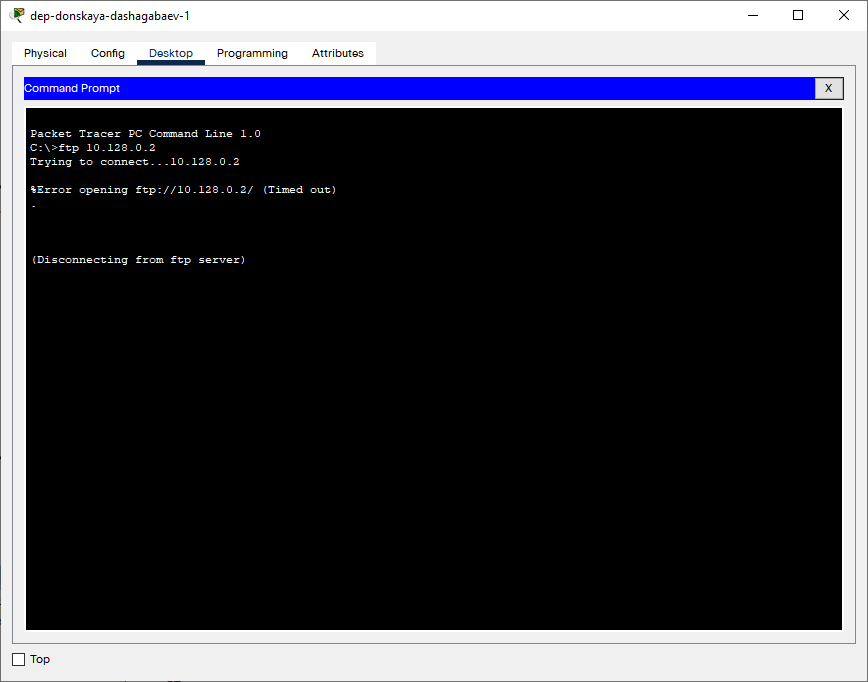 dep-donskaya-dashagabaev-1
Physical Config Desktop Programming Attributes
Command Prompt X
Packet Tracer PC Command Line 1.0
C:\>ftp 10.128.0.2
Trying to connect...10.128.0.2
%Error opening ftp://10.128.0.2/ (Timed out)
.
(Disconnecting from ftp server)
Top